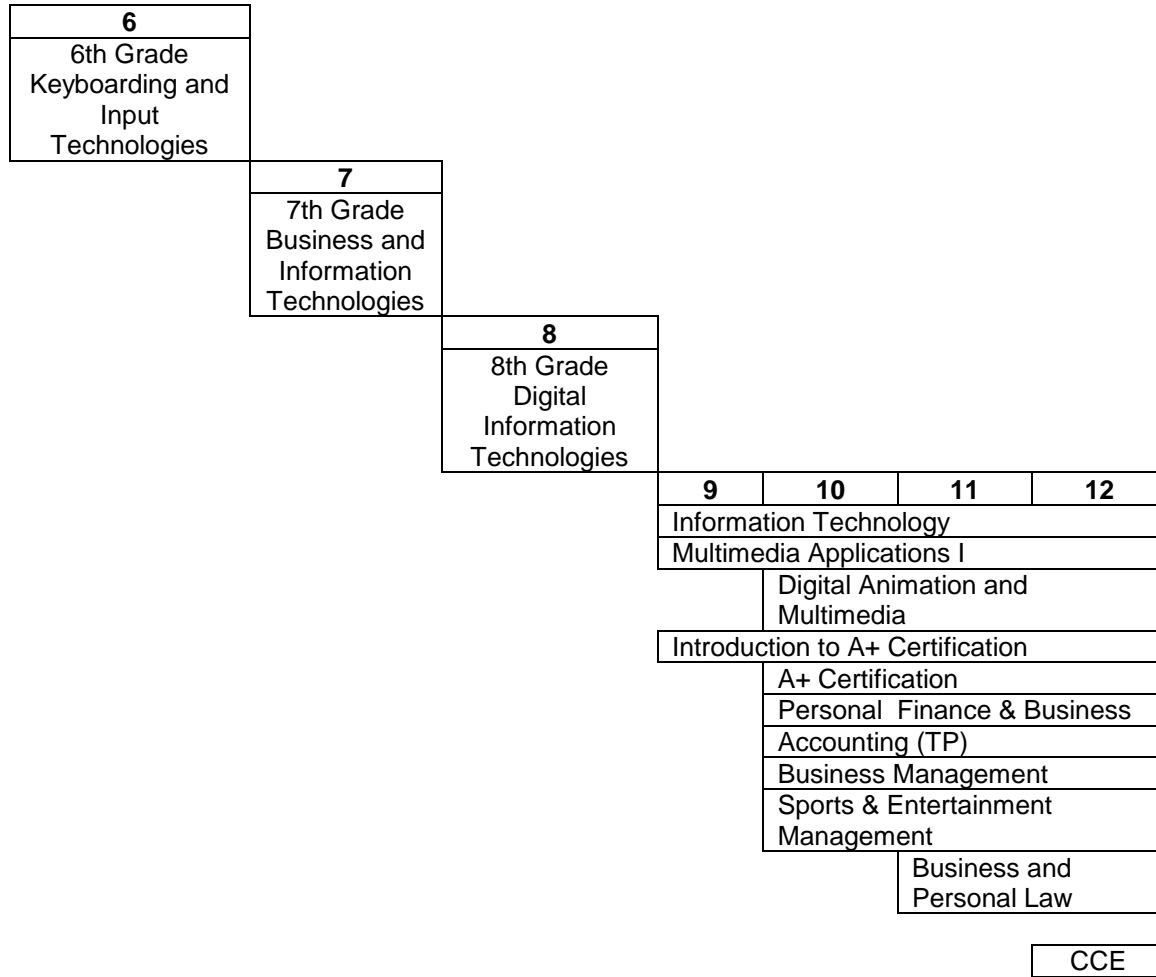 6
6th Grade
Keyboarding and
Input
Technologies
7
7th Grade
Business and
Information
Technologies
8
8th Grade
Digital
Information
Technologies
9 10 11 12
Information Technology
Multimedia Applications I
Digital Animation and
Multimedia
Introduction to A+ Certification
A+ Certification
Personal Finance & Business
Accounting (TP)
Business Management
Sports & Entertainment
Management
Business and
Personal Law
CCE